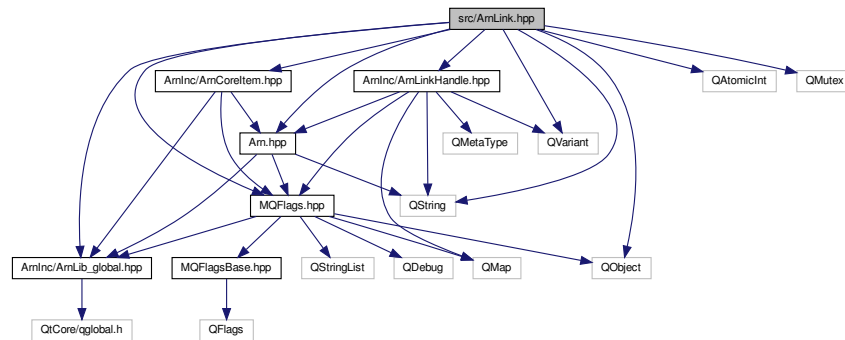 src/ArnLink.hpp
ArnInc/ArnCoreItem.hpp
ArnInc/ArnLinkHandle.hpp
QAtomicInt
QMutex
Arn.hpp
QMetaType
QVariant
MQFlags.hpp
QString
ArnInc/ArnLib_global.hpp
MQFlagsBase.hpp
QStringList
QDebug
QMap
QObject
QtCore/qglobal.h
QFlags